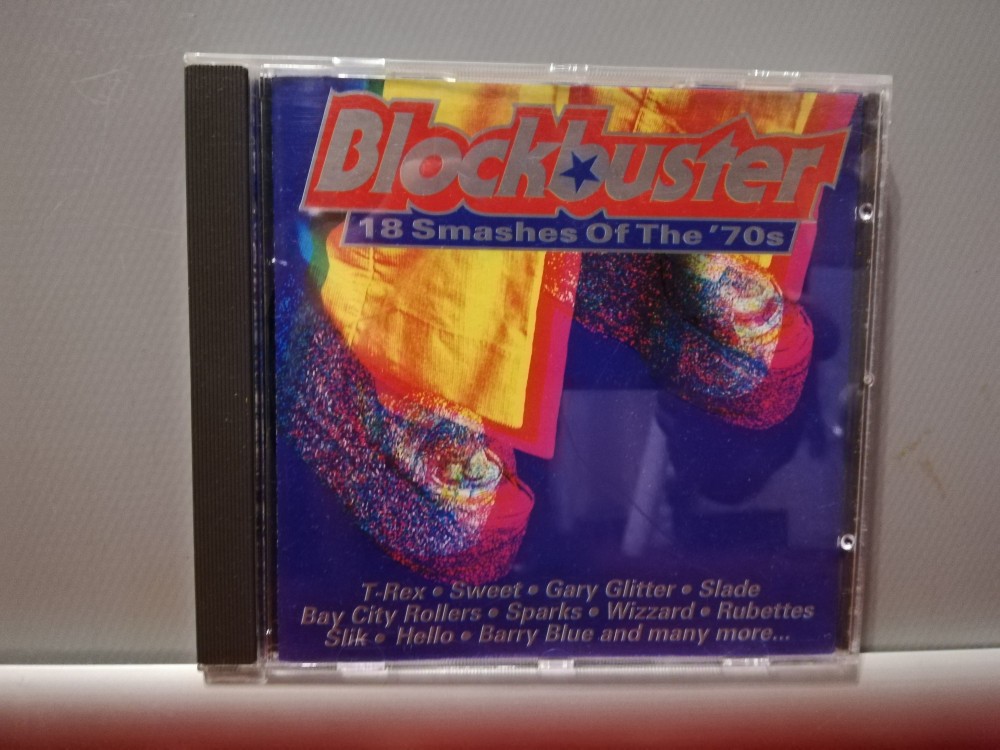 Blockbuster
18 Smashes Of The '70s
T-Rex • Sweet • Gary Glitter • Slade
Bay City Rollers • Sparks • Wizzard • Rubettes
Slik • Hello • Barry Blue and many more...